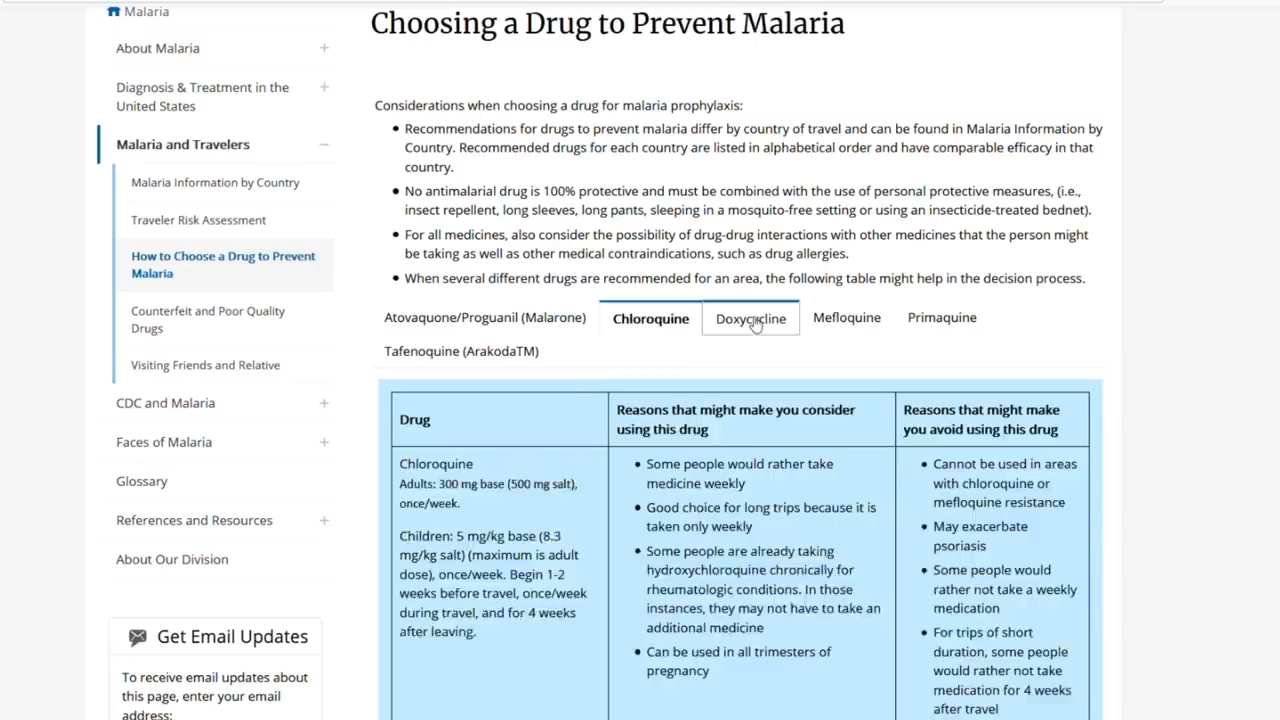 Malaria
About Malaria
Diagnosis & Treatment in the
United States
Malaria and Travelers
Malaria Information by Country
Traveler Risk Assessment
How to Choose a Drug to Prevent
Malaria
Counterfeit and Poor Quality
Drugs
Visiting Friends and Relative
CDC and Malaria
Faces of Malaria
Glossary
References and Resources
About Our Division
Get Email Updates
To receive email updates about
this page, enter your email
address:
Choosing a Drug to Prevent Malaria
Considerations when choosing a drug for malaria prophylaxis:
• Recommendations for drugs to prevent malaria differ by country of travel and can be found in Malaria Information by
Country. Recommended drugs for each country are listed in alphabetical order and have comparable efficacy in that
country.
• No antimalarial drug is 100% protective and must be combined with the use of personal protective measures, (i.e.,
insect repellent, long sleeves, long pants, sleeping in a mosquito-free setting or using an insecticide-treated bednet).
• For all medicines, also consider the possibility of drug-drug interactions with other medicines that the person might
be taking as well as other medical contraindications, such as drug allergies.
• When several different drugs are recommended for an area, the following table might help in the decision process.
Atovaquone/Proguanil (Malarone) Chloroquine Doxycycline Mefloquine Primaquine
Tafenoquine (ArakodaTM)
Drug
Reasons that might make you consider
using this drug
Reasons that might make
you avoid using this drug
Chloroquine
Adults: 300 mg base (500 mg salt),
once/week.
Children: 5 mg/kg base (8.3
mg/kg salt) (maximum is adult
dose), once/week. Begin 1-2
weeks before travel, once/week
during travel, and for 4 weeks
after leaving.
• Some people would rather take
medicine weekly
• Good choice for long trips because it is
taken only weekly
• Some people are already taking
hydroxychloroquine chronically for
rheumatologic conditions. In those
instances, they may not have to take an
additional medicine
• Can be used in all trimesters of
pregnancy
• Cannot be used in areas
with chloroquine or
mefloquine resistance
• May exacerbate
psoriasis
• Some people would
rather not take a weekly
medication
• For trips of short
duration, some people
would rather not take
medication for 4 weeks
after travel